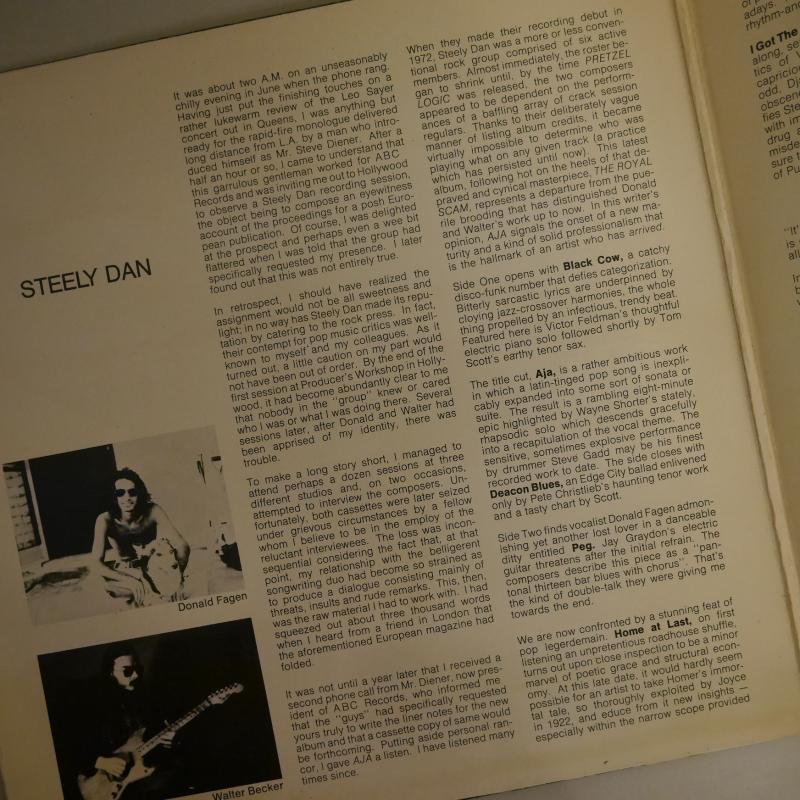 STEELY DAN
It was about two A.M. on an unseasonably
chilly evening in June when the phone rang.
Having just put the finishing touches on a
rather lukewarm review of the Leo Sayer
concert out in Queens, I was anything but
ready for the rapid-fire monologue delivered
long distance from L.A. by a man who intro-
duced himself as Mr. Steve Diener. After a
half an hour or so, I came to understand that
this garrulous gentleman worked for ABC
Records and was inviting me out to Hollywood
to observe a Steely Dan recording session,
the object being to compose an eyewitness
account of the proceedings for a posh Euro-
pean publication. Of course, I was delighted
at the prospect and perhaps even a wee bit
flattered when I was told that the group had
specifically requested my presence. I later
found out that this was not entirely true.
In retrospect, I should have realized the
assignment would not be all sweetness and
light; in no way has Steely Dan made its repu-
tation by catering to the rock press. In fact,
their contempt for pop music critics was well-
known to myself and my colleagues. As it
turned out, a little caution on my part would
not have been out of order. By the end of the
first session at Producer's Workshop in Holly-
wood, it had become abundantly clear to me
that nobody in the "group" knew or cared
who I was or what I was doing there. Several
sessions later, after Donald and Walter had
been apprised of my identity, there was
trouble.
To make a long story short, I managed to
attend perhaps a dozen sessions at three
different studios and, on two occasions,
attempted to interview the composers. Un-
fortunately, both cassettes were later seized
under grievous circumstances by a fellow
whom I believe to be in the employ of the
reluctant interviewees. The loss was incon-
sequential considering the fact that, at that
point, my relationship with the belligerent
songwriting duo had become so strained as
to produce a dialogue consisting mainly of
threats, insults and rude remarks. This, then,
was the raw material I had to work with. I had
squeezed out about three thousand words
when I heard from a friend in London that
the aforementioned European magazine had
folded.
It was not until a year later that I received a
second phone call from Mr. Diener, now pres-
ident of ABC Records, who informed me
that the "guys" had specifically requested
yours truly to write the liner notes for the new
album and that a cassette copy of same would
be forthcoming. Putting aside personal ran-
cor, I gave AJA a listen. I have listened many
times since.
Donald Fagen
Walter Becker
When they made their recording debut in
1972, Steely Dan was a more or less conven-
tional rock group comprised of six active
members. Almost immediately, the roster be-
gan to shrink until, by the time PRETZEL
LOGIC was released, the two composers
appeared to be dependent on the perform-
ances of a baffling array of crack session
regulars. Thanks to their deliberately vague
manner of listing album credits, it became
virtually impossible to determine who was
playing what on any given track (a practice
which has persisted until now). This latest
album, following hot on the heels of that de-
praved and cynical masterpiece, THE ROYAL
SCAM, represents a departure from the pue-
rile brooding that has distinguished Donald
and Walter's work up to now. In this writer's
opinion, AJA signals the onset of a new ma-
turity and a kind of solid professionalism that
is the hallmark of an artist who has arrived.
Side One opens with Black Cow, a catchy
disco-funk number that defies categorization.
Bitterly sarcastic lyrics are underpinned by
cloying jazz-crossover harmonies, the whole
thing propelled by an infectious, trendy beat.
Featured here is Victor Feldman's thoughtful
electric piano solo followed shortly by Tom
Scott's earthy tenor sax.
The title cut, Aja, is a rather ambitious work
in which a latin-tinged pop song is inexpli-
cably expanded into some sort of sonata or
suite. The result is a rambling eight-minute
epic highlighted by Wayne Shorter's stately,
rhapsodic solo which descends gracefully
into a recapitulation of the vocal theme. The
sensitive, sometimes explosive performance
by drummer Steve Gadd may be his finest
recorded work to date. The side closes with
Deacon Blues, an Edge City ballad enlivened
only by Pete Christlieb's haunting tenor work
and a tasty chart by Scott.
Side Two finds vocalist Donald Fagen admon-
ishing yet another lost lover in a danceable
ditty entitled Peg. Jay Graydon's electric
guitar threatens after the initial refrain. The
composers describe this piece as a "pan-
tonal thirteen bar blues with chorus". That's
the kind of double-talk they were giving me
towards the end.
We are now confronted by a stunning feat of
pop legerdemain. Home at Last, on first
listening an unpretentious roadhouse shuffle,
turns out upon close inspection to be a minor
marvel of poetic grace and structural econ-
omy. At this late date, it would hardly seem
possible for an artist to take Homer's immor-
tal tale, so thoroughly exploited by Joyce
in 1922, and educe from it new insights —
especially within the narrow scope provided
adays.
rhythm-and
I Got The
along, se
tics of
capricio
odd, Dj
obscene
fies Ste
with im
drug
misde
sure t
of Pu
"It'
is
all
In
b